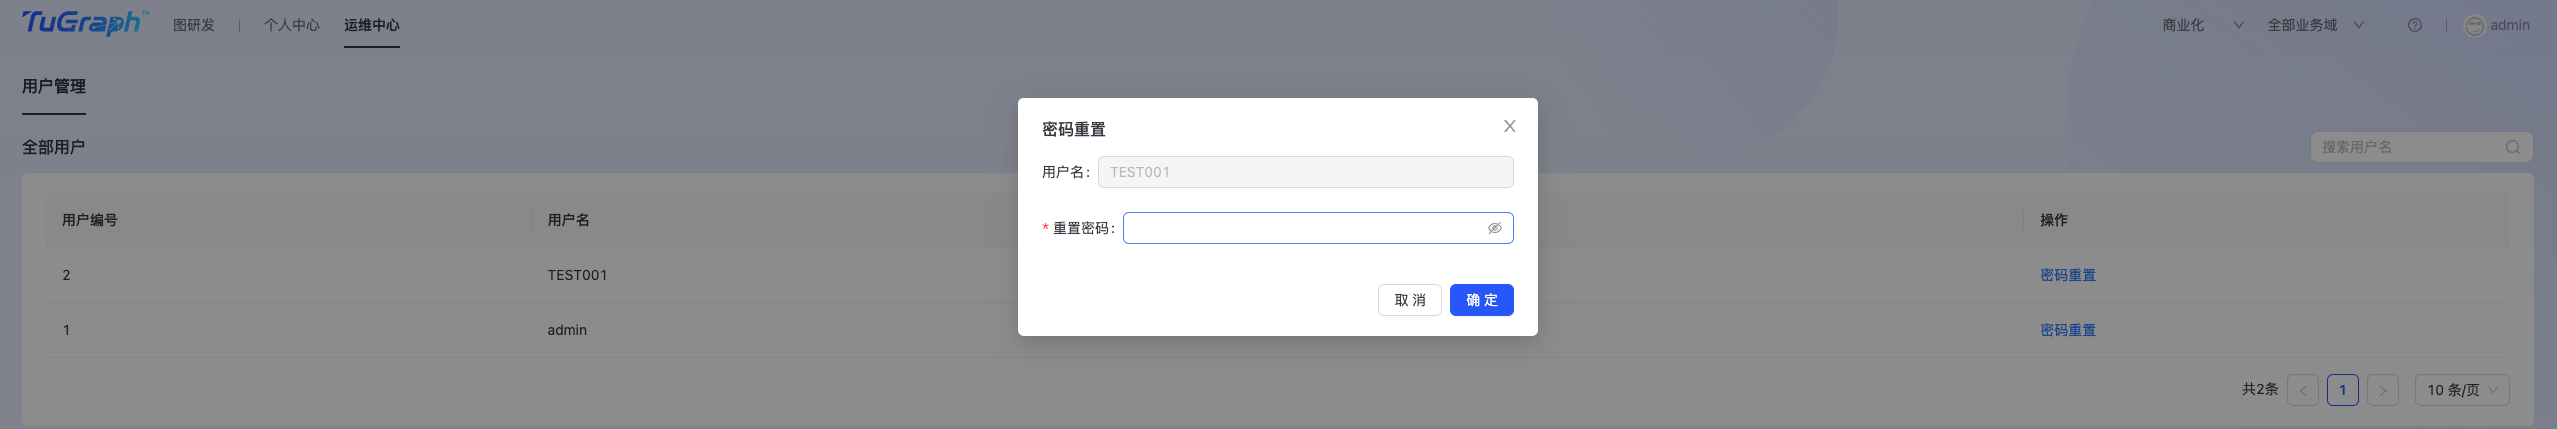 TuGraph™ 图研发 个人中心 运维中心 商业化 全部业务域 admin
用户管理
全部用户
搜索用户名
密码重置
用户名: TEST001
* 重置密码:
取 消 确 定
用户编号 用户名 操作
2 TEST001 密码重置
1 admin 密码重置
共2条 < 1 > 10 条/页